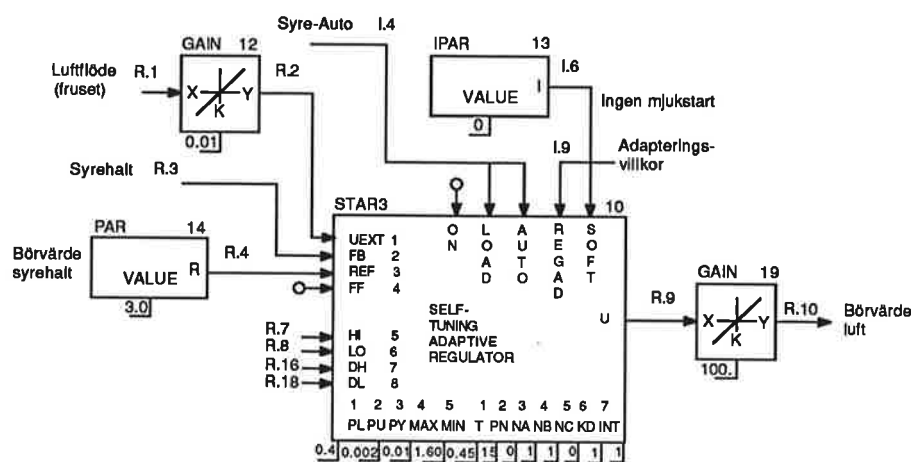 Syre-Auto I.4
GAIN 12
IPAR 13
Luftflöde (fruset) R.1
R.2
X Y
K
0.01
I.6
I
VALUE
0
Ingen mjukstart
I.9
Adapterings-
villkor
Syrehalt R.3
STAR3 10
PAR 14
Börvärde
syrehalt
VALUE R
R.4
3.0
UEXT 1
FB 2
REF 3
FF 4
ON
LOAD
AUTO
REGAD
SOFT
SELF-
TUNING
ADAPTIVE
REGULATOR
U
R.9
GAIN 19
X Y
K
100.
R.10
Börvärde
luft
R.7
R.8
R.16
R.18
HI 5
LO 6
DH 7
DL 8
1 2 3 4 5 1 2 3 4 5 6 7
PL PU PY MAX MIN T PN NA NB NC KD INT
0.4 0.002 0.01 1.60 0.45 15 0 1 1 0 1 1